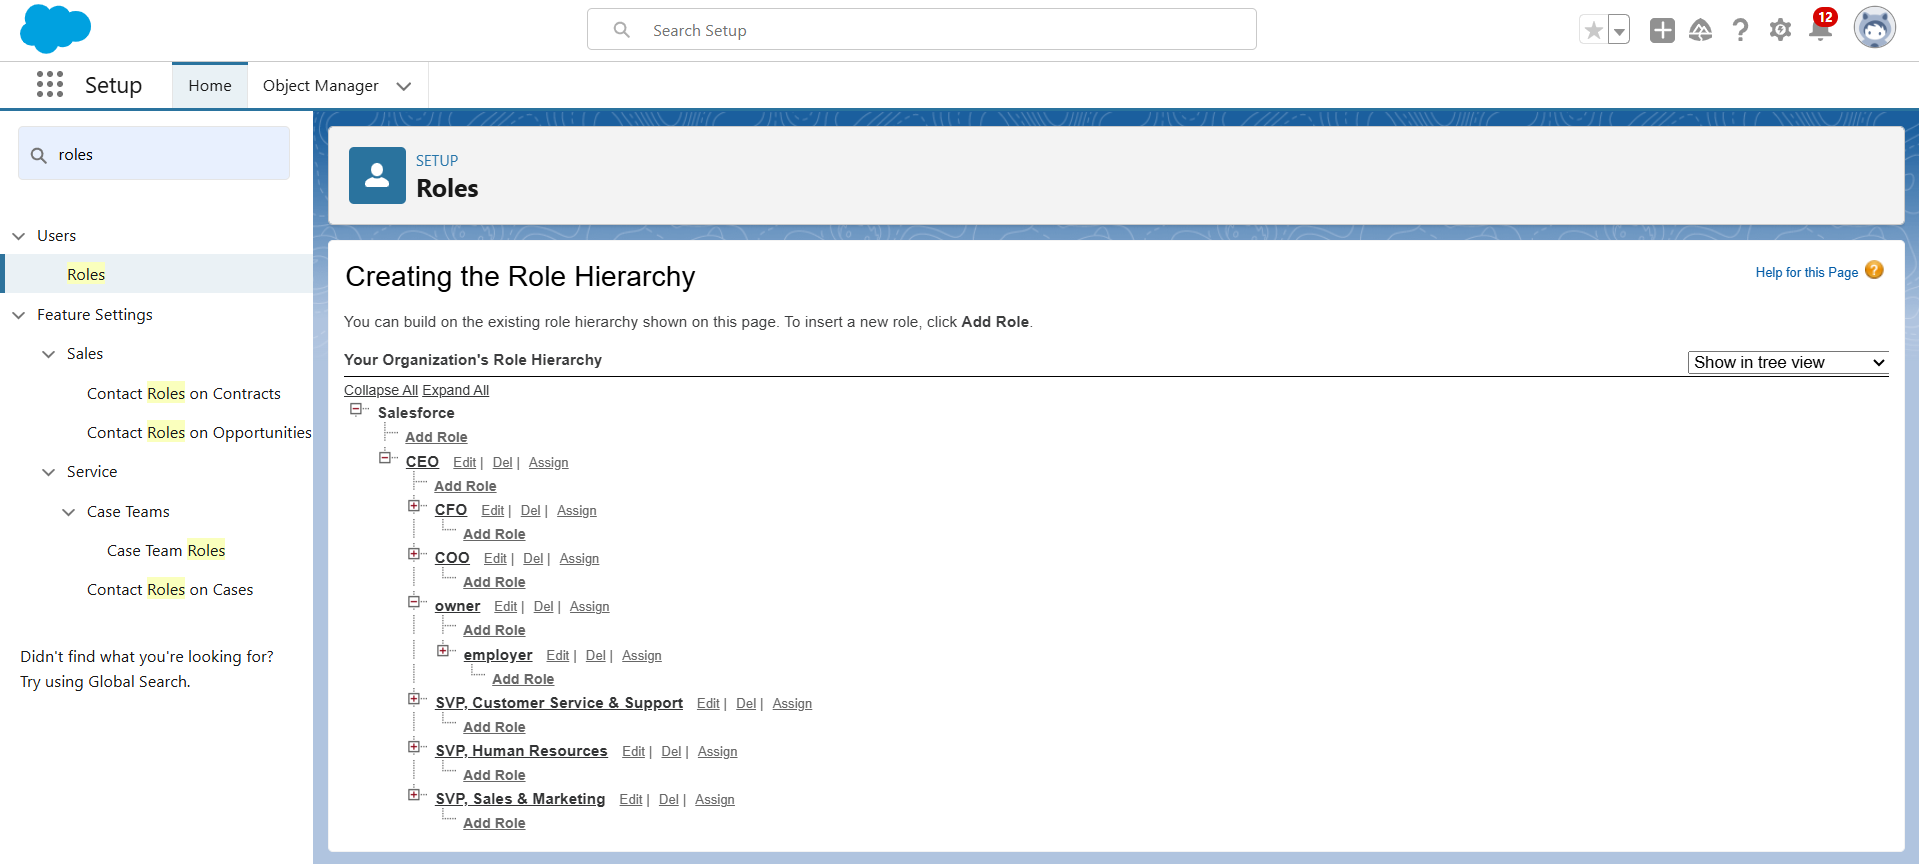 Search Setup
12
Setup
Home
Object Manager
roles
Users
Roles
Feature Settings
Sales
Contact Roles on Contracts
Contact Roles on Opportunities
Service
Case Teams
Case Team Roles
Contact Roles on Cases
Didn't find what you're looking for?
Try using Global Search.
SETUP
Roles
Creating the Role Hierarchy
Help for this Page ?
You can build on the existing role hierarchy shown on this page. To insert a new role, click Add Role.
Your Organization's Role Hierarchy
Show in tree view
Collapse All Expand All
Salesforce
Add Role
CEO Edit | Del | Assign
Add Role
CFO Edit | Del | Assign
Add Role
COO Edit | Del | Assign
Add Role
owner Edit | Del | Assign
Add Role
employer Edit | Del | Assign
Add Role
SVP, Customer Service & Support Edit | Del | Assign
Add Role
SVP, Human Resources Edit | Del | Assign
Add Role
SVP, Sales & Marketing Edit | Del | Assign
Add Role